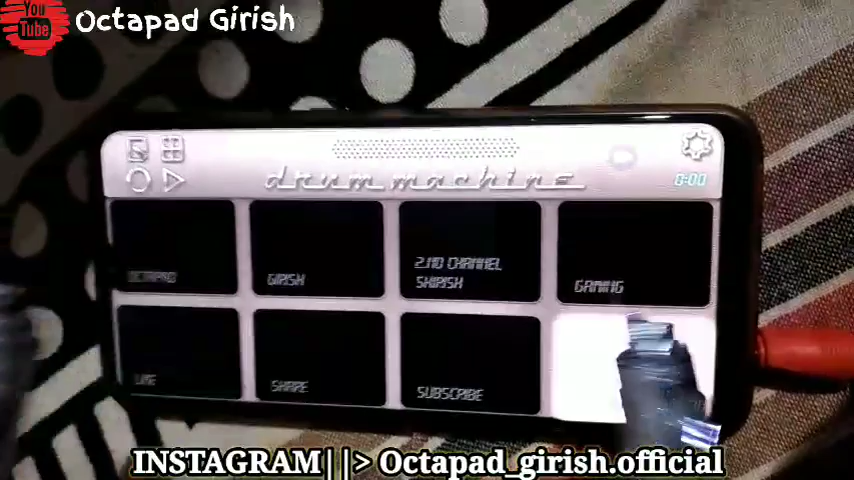 You
Tube
Octapad Girish
drum machine
0:00
OCTAPAD
GIRISH
2.ND CHANNEL
SHIRISH
GAMING
LIKE
SHARE
SUBSCRIBE
INSTAGRAM||> Octapad_girish.official